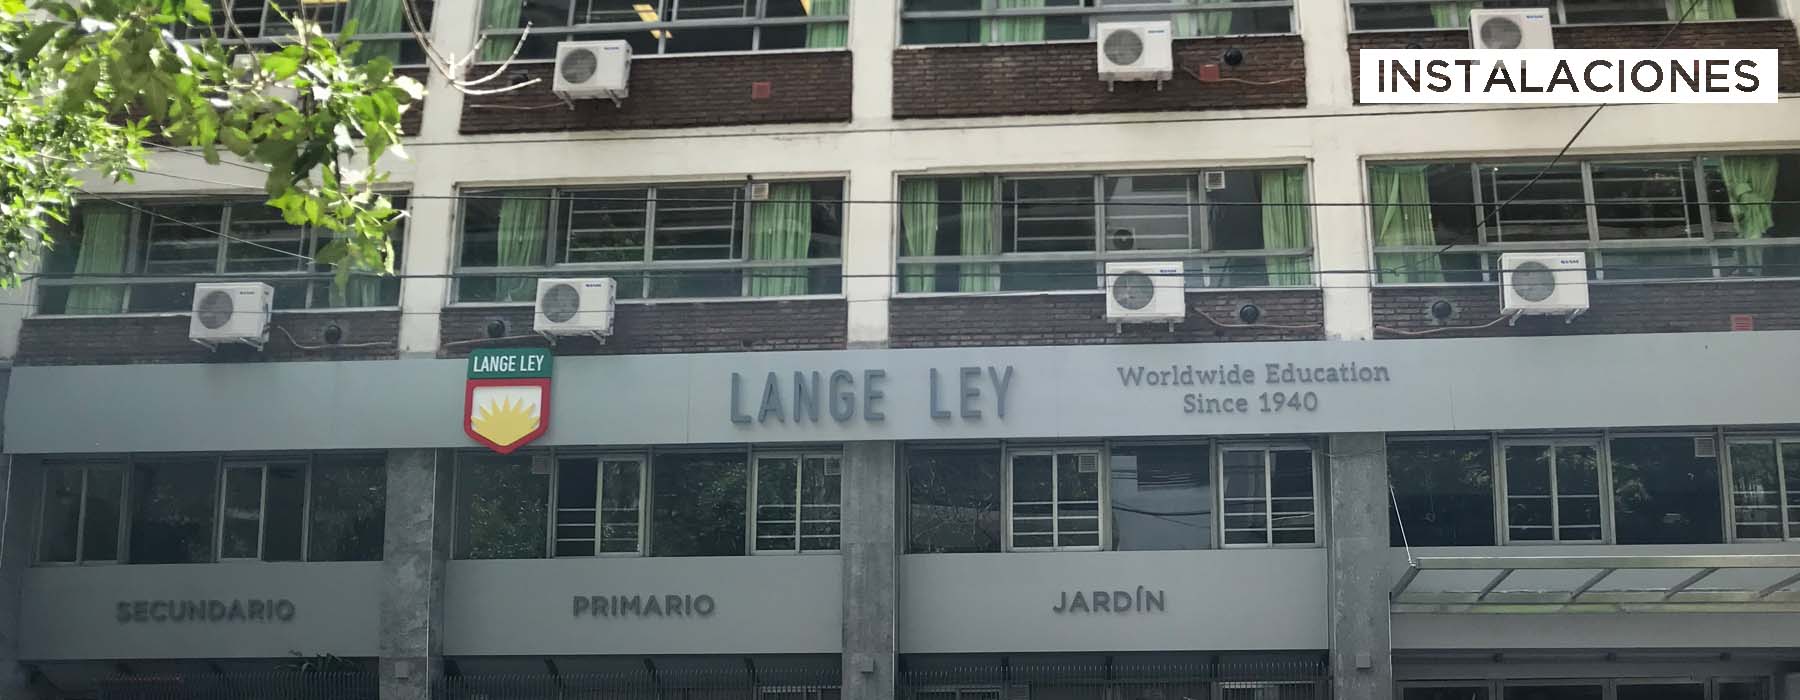 INSTALACIONES
LANGE LEY
LANGE LEY
Worldwide Education
Since 1940
SECUNDARIO
PRIMARIO
JARDÍN